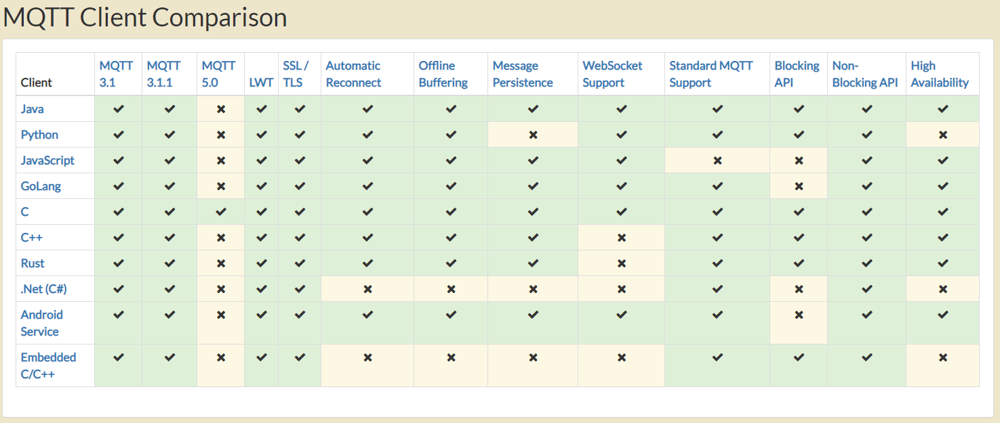 MQTT Client Comparison
Client MQTT 3.1 MQTT 3.1.1 MQTT 5.0 LWT SSL / TLS Automatic Reconnect Offline Buffering Message Persistence WebSocket Support Standard MQTT Support Blocking API Non-Blocking API High Availability
Java ✔ ✔ ✖ ✔ ✔ ✔ ✔ ✔ ✔ ✔ ✔ ✔ ✔
Python ✔ ✔ ✖ ✔ ✔ ✔ ✔ ✖ ✔ ✔ ✔ ✔ ✖
JavaScript ✔ ✔ ✖ ✔ ✔ ✔ ✔ ✔ ✔ ✖ ✖ ✔ ✔
GoLang ✔ ✔ ✖ ✔ ✔ ✔ ✔ ✔ ✔ ✔ ✖ ✔ ✔
C ✔ ✔ ✔ ✔ ✔ ✔ ✔ ✔ ✔ ✔ ✔ ✔ ✔
C++ ✔ ✔ ✖ ✔ ✔ ✔ ✔ ✔ ✖ ✔ ✔ ✔ ✔
Rust ✔ ✔ ✖ ✔ ✔ ✔ ✔ ✔ ✖ ✔ ✔ ✔ ✔
.Net (C#) ✔ ✔ ✖ ✔ ✔ ✖ ✖ ✖ ✖ ✔ ✖ ✔ ✖
Android Service ✔ ✔ ✖ ✔ ✔ ✔ ✔ ✔ ✔ ✔ ✖ ✔ ✔
Embedded C/C++ ✔ ✔ ✖ ✔ ✔ ✖ ✖ ✖ ✖ ✔ ✔ ✔ ✖